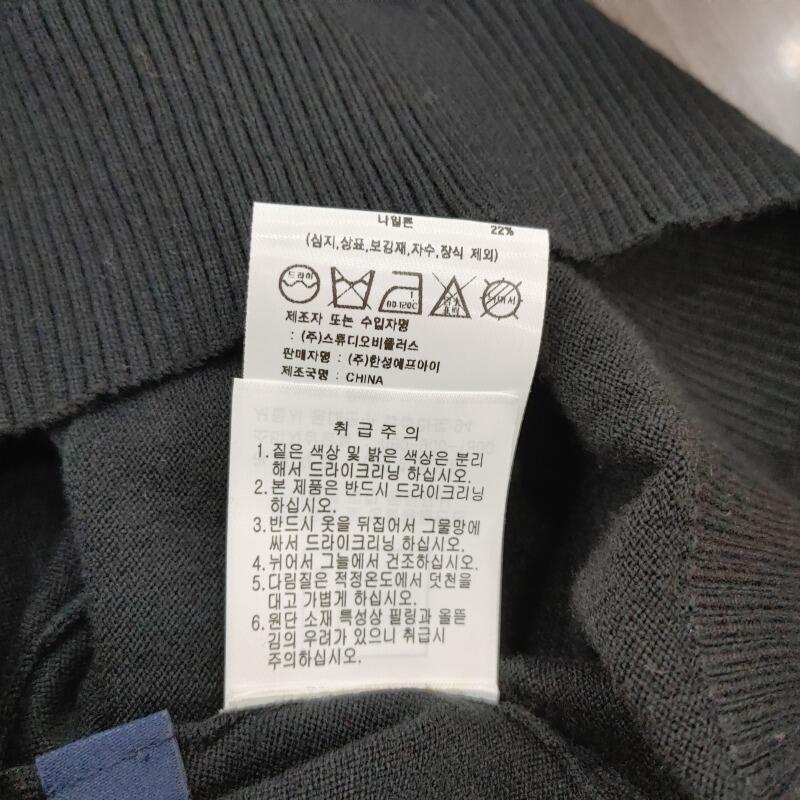 나일론 22%
(심지,상표,보강재,자수,장식 제외)
드라이
1
80-120℃
염소
표백
제조자 또는 수입자명
: (주)스튜디오비플러스
판매자명 : (주)한성에프아이
제조국명 : CHINA
취 급 주 의
1. 짙은 색상 및 밝은 색상은 분리
해서 드라이크리닝 하십시오.
2. 본 제품은 반드시 드라이크리닝
하십시오.
3. 반드시 옷을 뒤집어서 그물망에
싸서 드라이크리닝 하십시오.
4. 뉘어서 그늘에서 건조하십시오.
5. 다림질은 적정온도에서 덧천을
대고 가볍게 하십시오.
6. 원단 소재 특성상 필링과 올뜯
김의 우려가 있으니 취급시
주의하십시오.